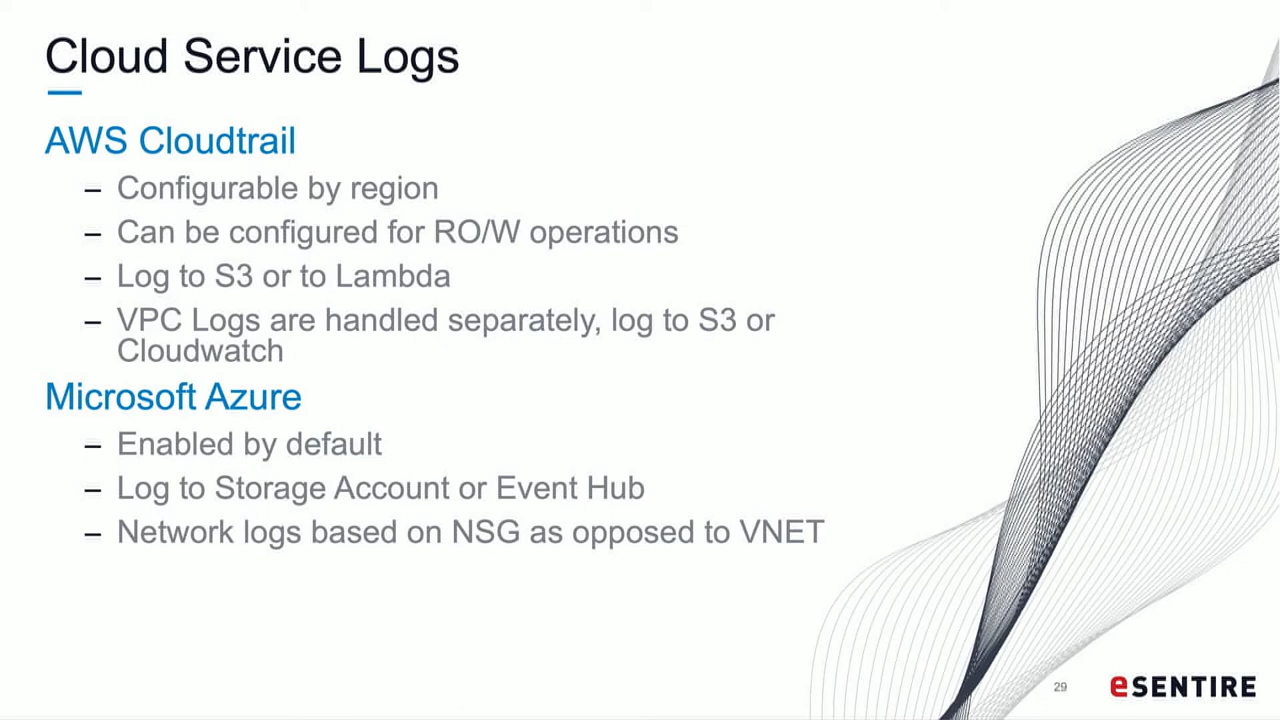 Cloud Service Logs
AWS Cloudtrail
– Configurable by region
– Can be configured for RO/W operations
– Log to S3 or to Lambda
– VPC Logs are handled separately, log to S3 or
Cloudwatch
Microsoft Azure
– Enabled by default
– Log to Storage Account or Event Hub
– Network logs based on NSG as opposed to VNET
29
eSENTIRE